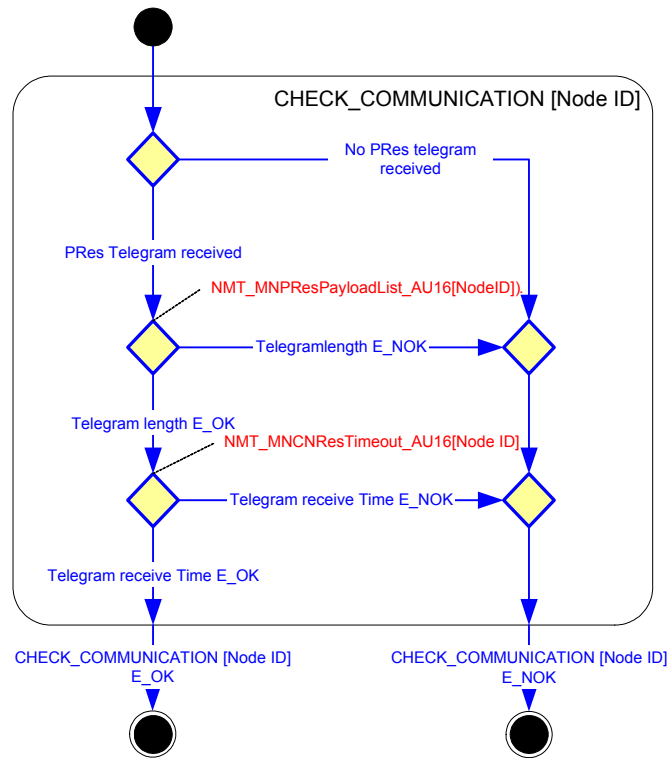 CHECK_COMMUNICATION [Node ID]
No PRes telegram
received
PRes Telegram received
NMT_MNPResPayloadList_AU16[NodeID]).
Telegramlength E_NOK
Telegram length E_OK
NMT_MNCNResTimeout_AU16[Node ID]
Telegram receive Time E_NOK
Telegram receive Time E_OK
CHECK_COMMUNICATION [Node ID]
E_OK
CHECK_COMMUNICATION [Node ID]
E_NOK